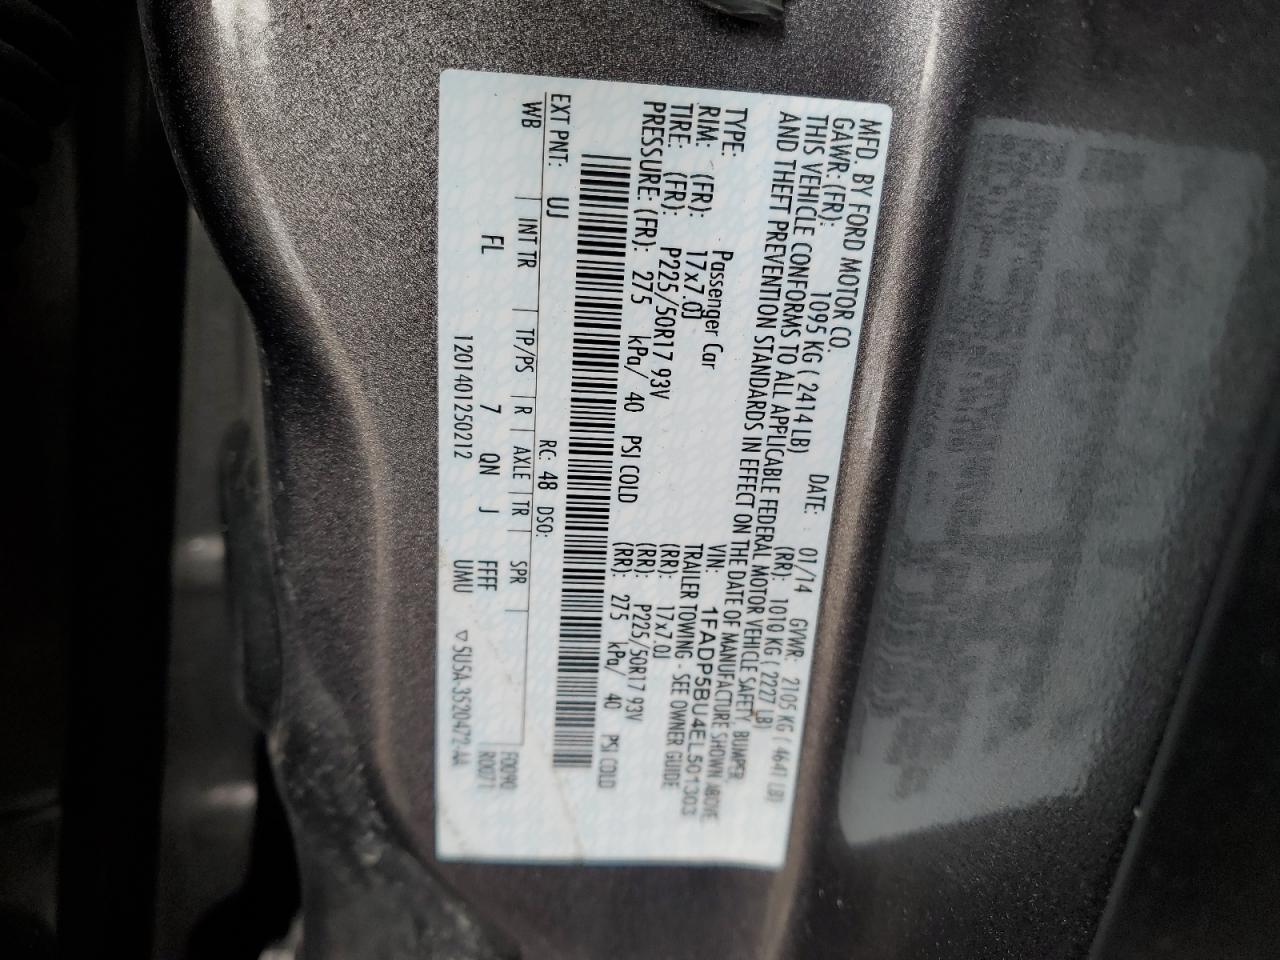 MFD. BY FORD MOTOR CO.
DATE: 01/14 GVWR: 2105 KG ( 4641 LB)
GAWR: (FR): 1095 KG ( 2414 LB) (RR): 1010 KG ( 2227 LB)
THIS VEHICLE CONFORMS TO ALL APPLICABLE FEDERAL MOTOR VEHICLE SAFETY, BUMPER,
AND THEFT PREVENTION STANDARDS IN EFFECT ON THE DATE OF MANUFACTURE SHOWN ABOVE.
VIN: 1FADP5BU4EL501303
TYPE: Passenger Car TRAILER TOWING - SEE OWNER GUIDE
RIM: (FR): 17x7.0J (RR): 17x7.0J
TIRE: (FR): P225/50R17 93V (RR): P225/50R17 93V
PRESSURE: (FR): 275 kPa/ 40 PSI COLD (RR): 275 kPa/ 40 PSI COLD
EXT PNT: UJ RC: 48 DSO:
WB INT TR TP/PS R AXLE TR SPR F0090
FL 7 QN J FFFF R0071
UMU
1201401250212 ▽5U5A-3520472-AA